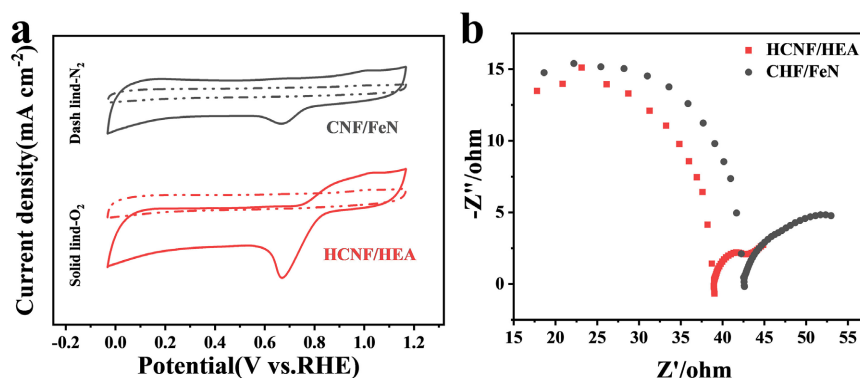 a
Current density(mA cm⁻²)
Dash lind-N₂
Solid lind-O₂
CNF/FeN
HCNF/HEA
-0.2 0.0 0.2 0.4 0.6 0.8 1.0 1.2
Potential(V vs.RHE)
b
-Z"/ohm
15
10
5
0
HCNF/HEA
CHF/FeN
15 20 25 30 35 40 45 50 55
Z'/ohm